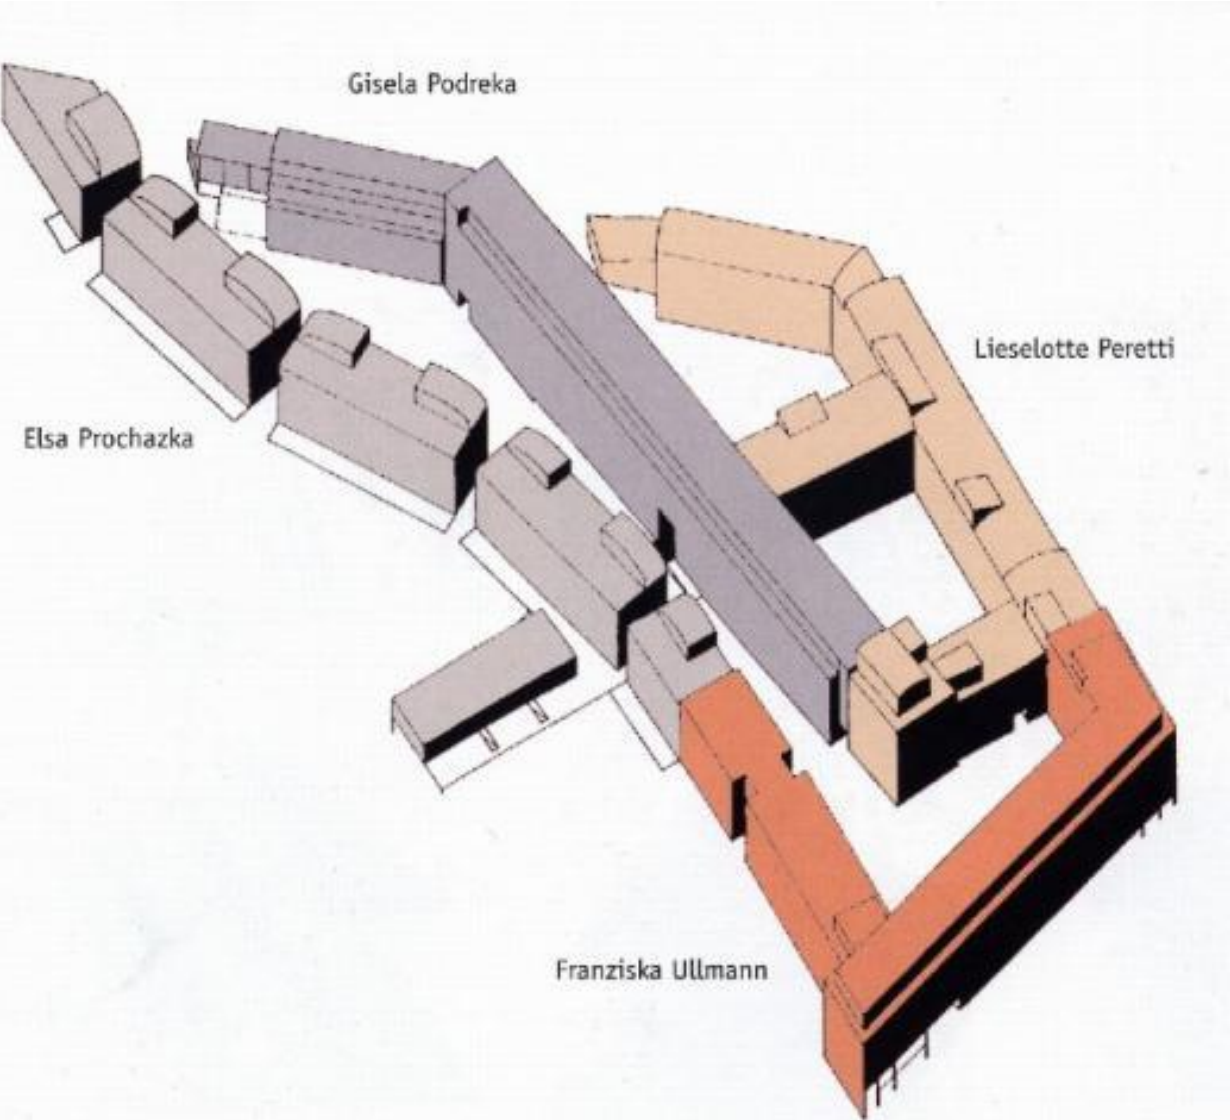 Gisela Podreka
Lieselotte Peretti
Elsa Prochazka
Franziska Ullmann